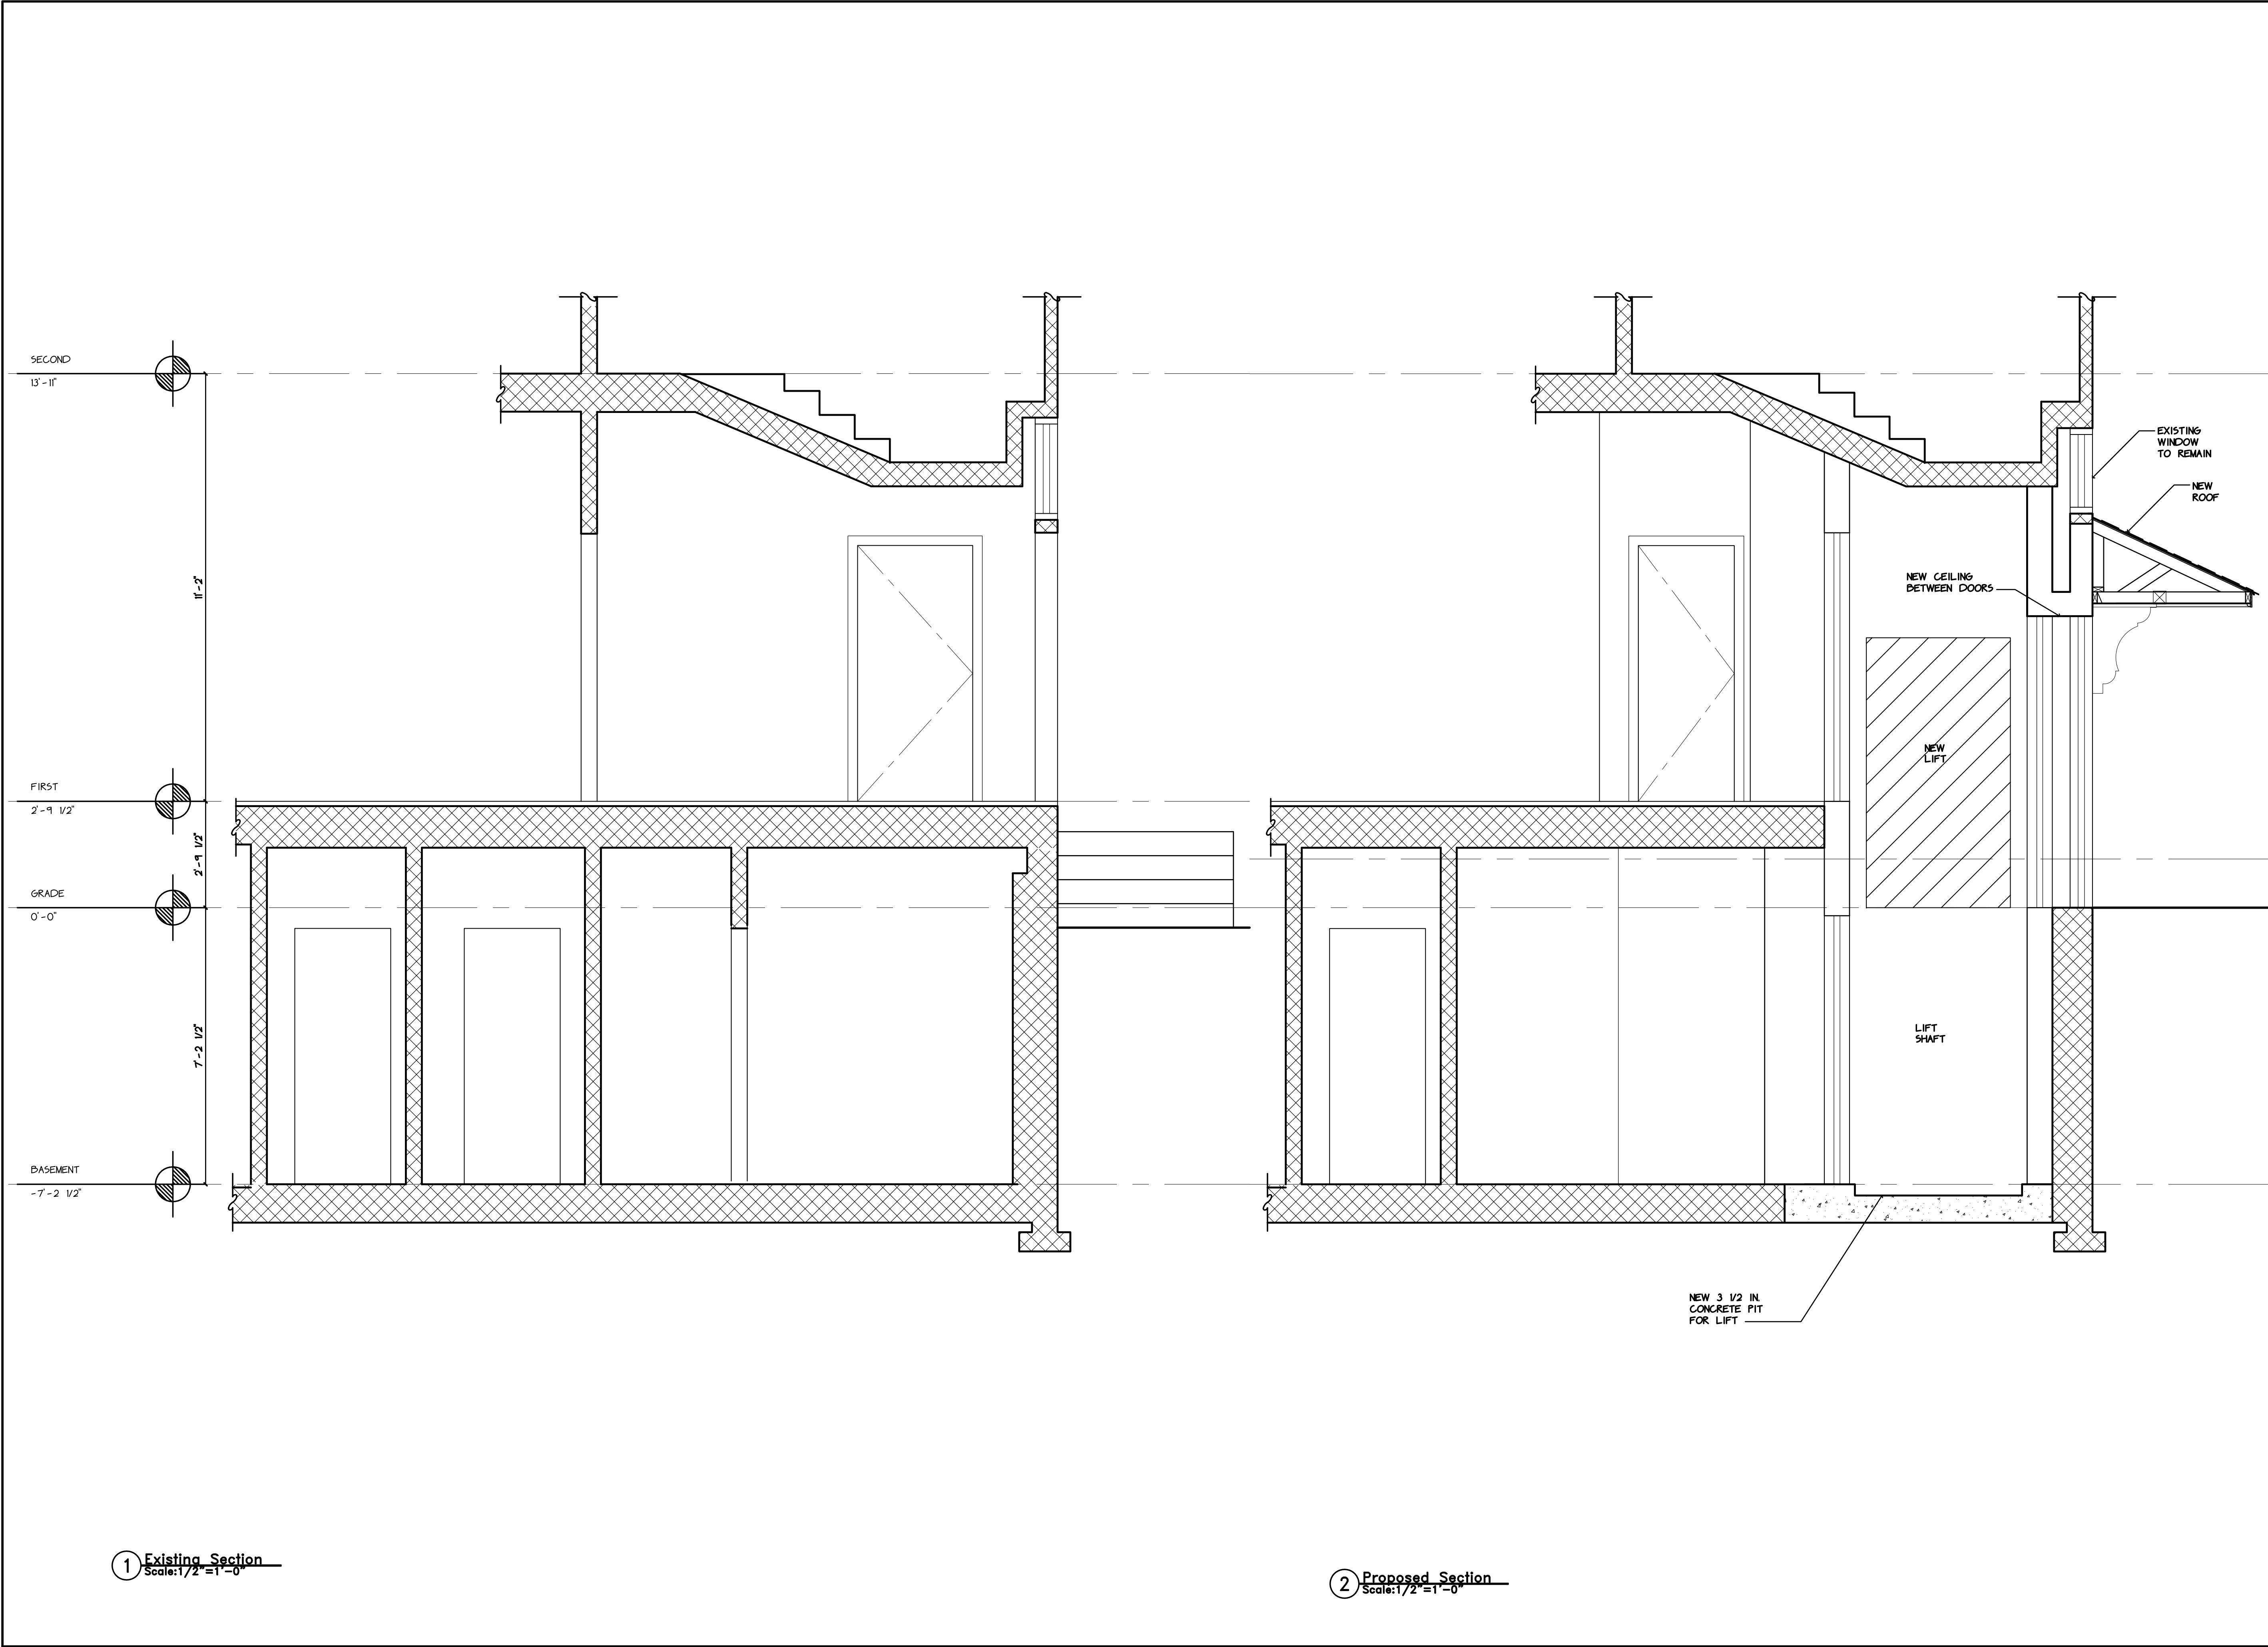 SECOND
13'-11"
11'-2"
FIRST
2'-9 1/2"
2'-9 1/2"
GRADE
0'-0"
7'-2 1/2"
BASEMENT
-7'-2 1/2"
EXISTING
WINDOW
TO REMAIN
NEW
ROOF
NEW CEILING
BETWEEN DOORS
NEW
LIFT
LIFT
SHAFT
NEW 3 1/2 IN.
CONCRETE PIT
FOR LIFT
1
Existing Section
Scale:1/2"=1'-0"
2
Proposed Section
Scale:1/2"=1'-0"